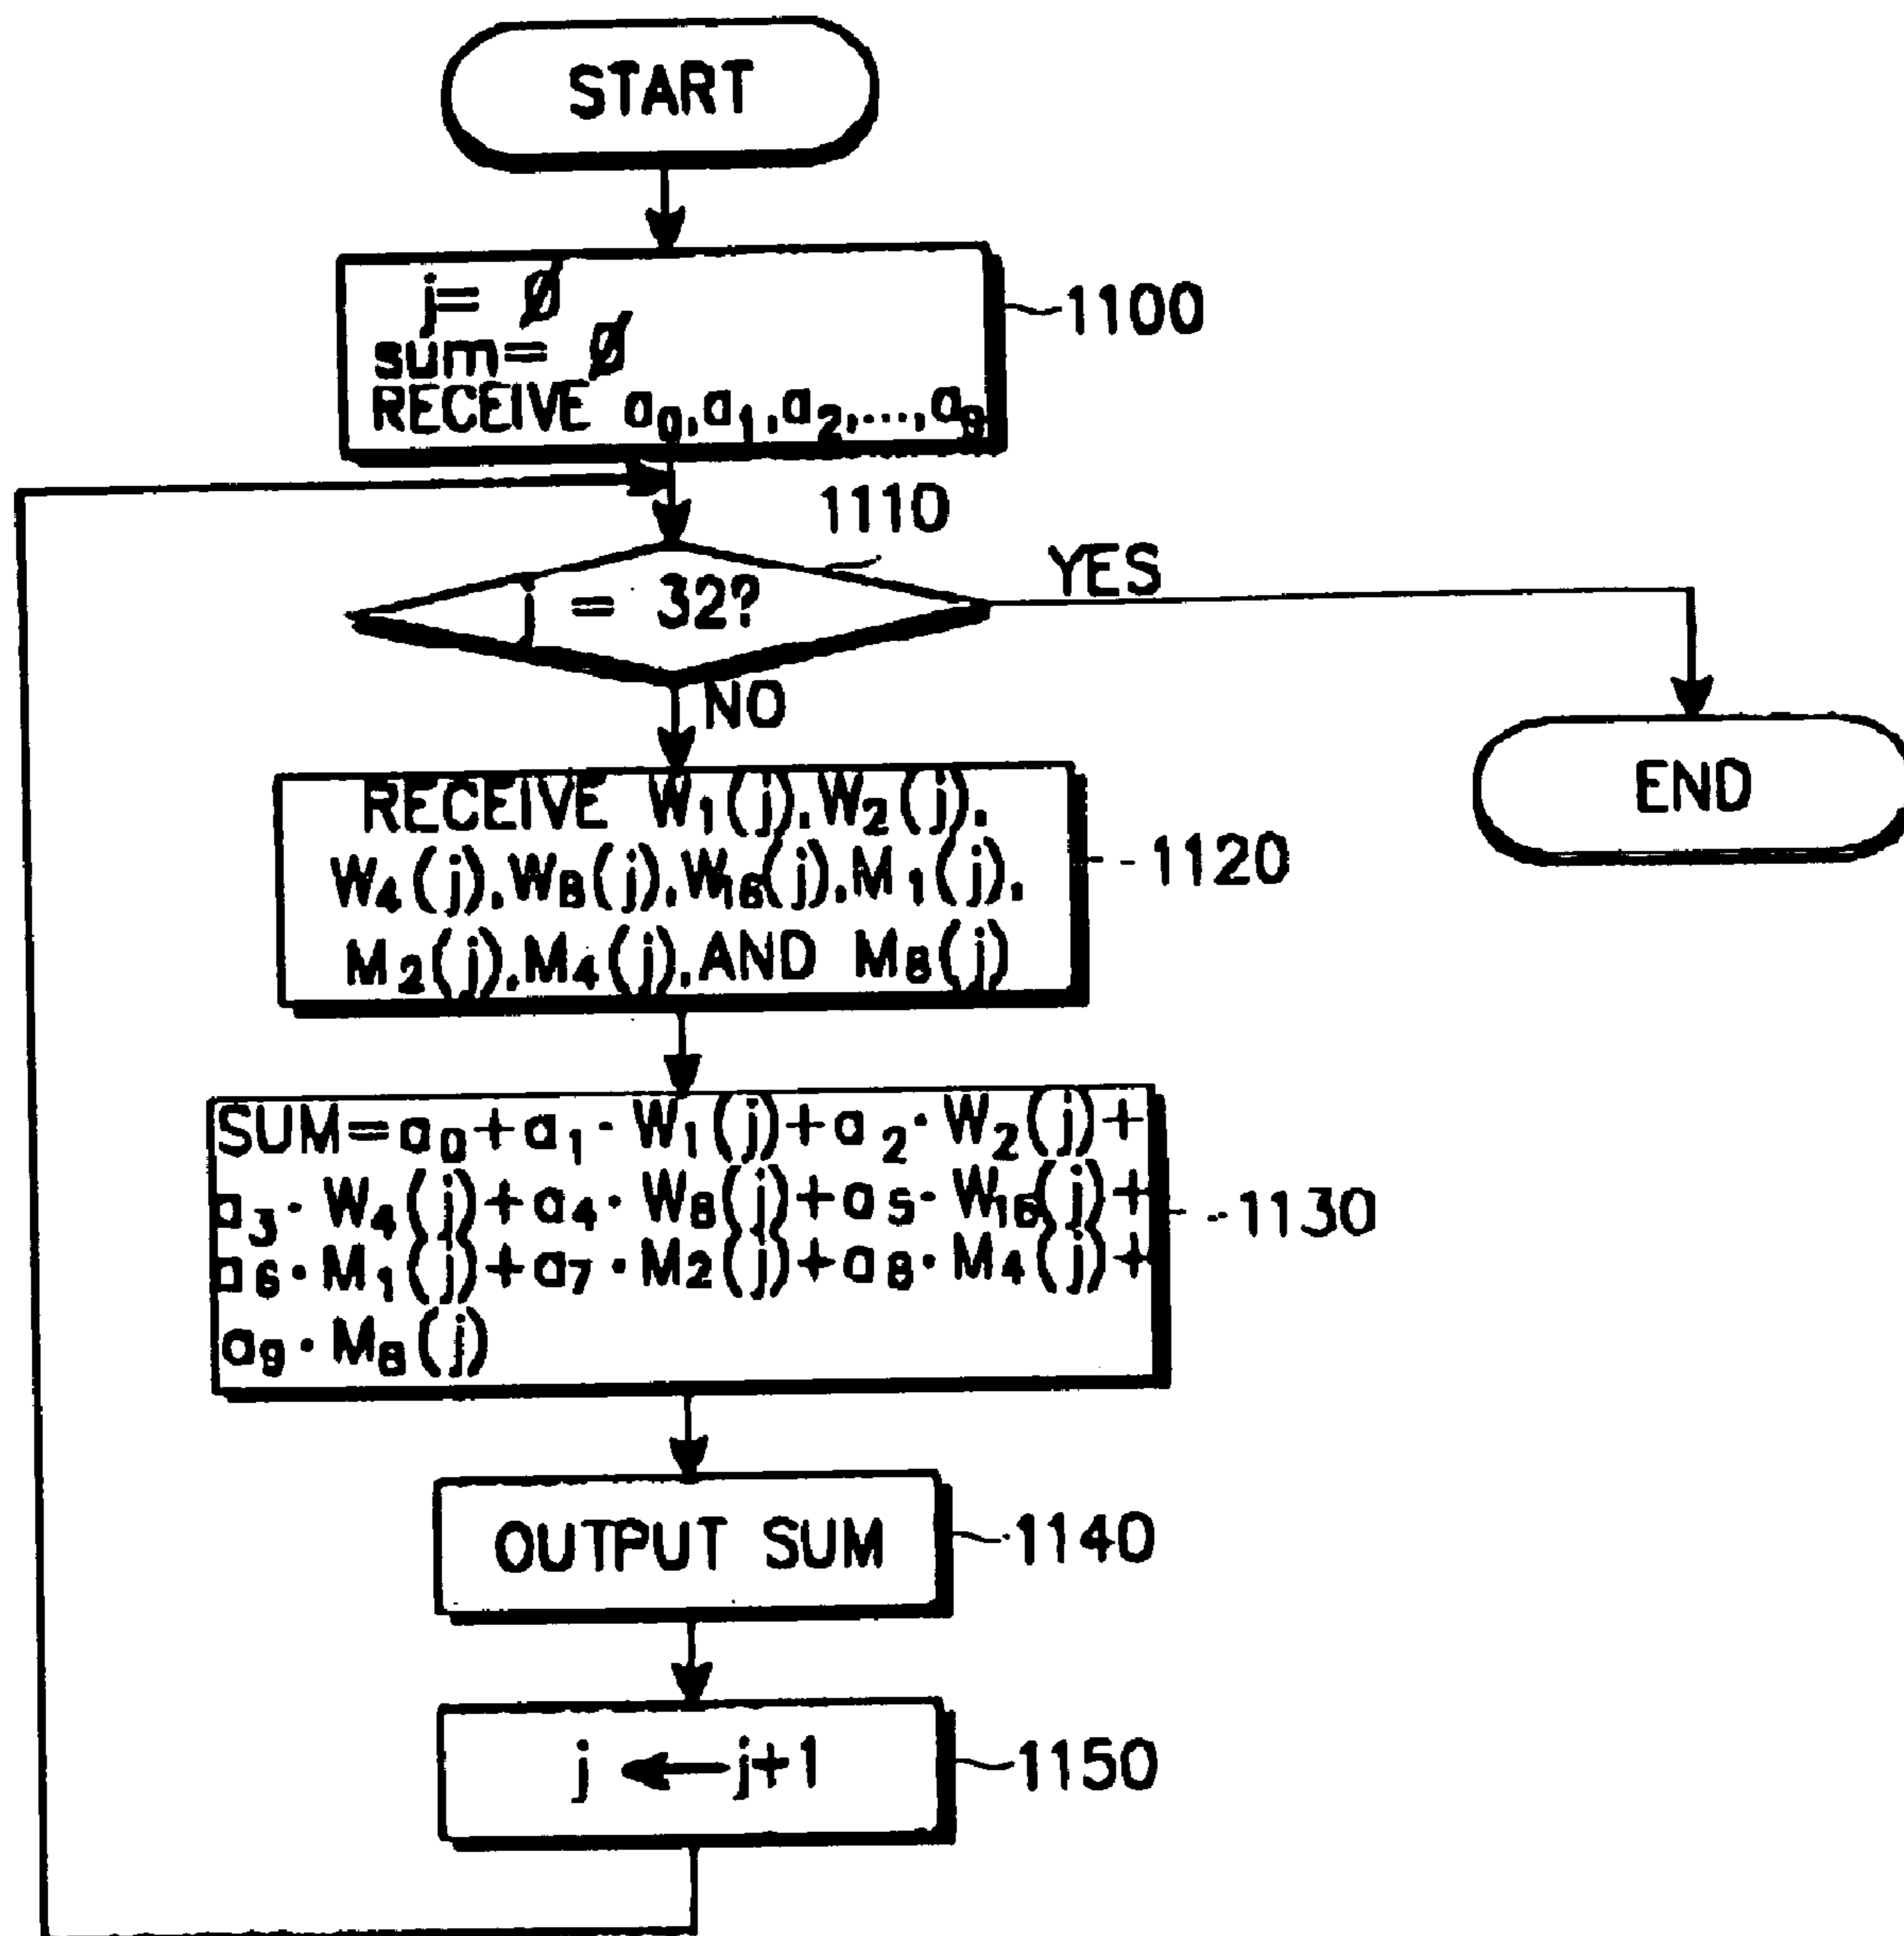 START
j= Ø
sum= Ø
RECEIVE a0,a1,a2,...,a9
1100
1110
j = 32?
YES
NO
END
RECEIVE W1(j),W2(j),
W4(j),W8(j),W16(j),M1(j),
M2(j),M4(j),AND M8(j)
1120
SUM=a0+a1·W1(j)+a2·W2(j)+
a3·W4(j)+a4·W8(j)+a5·W16(j)+
a6·M1(j)+a7·M2(j)+a8·M4(j)+
a9·M8(j)
1130
OUTPUT SUM
1140
j ← j+1
1150